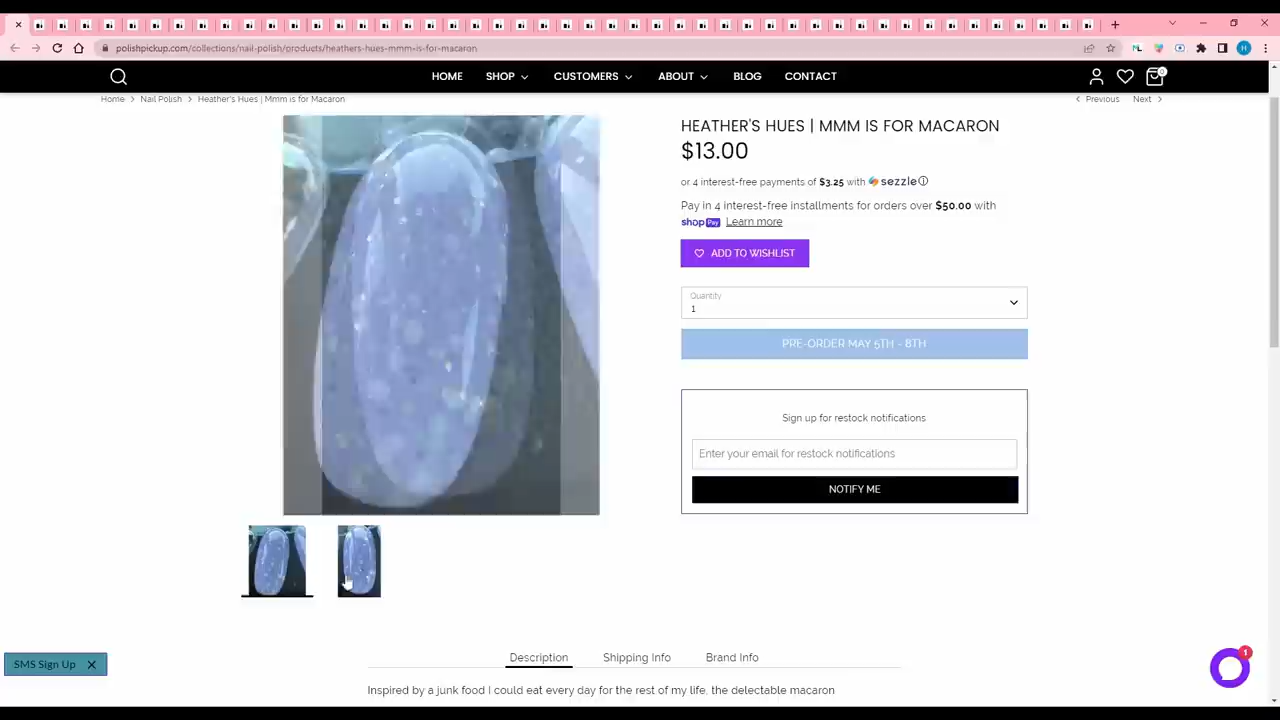 polishpickup.com/collections/nail-polish/products/heathers-hues-mmm-is-for-macaron
HOME SHOP CUSTOMERS ABOUT BLOG CONTACT 0
Home > Nail Polish > Heather's Hues | Mmm is for Macaron
< Previous Next >
HEATHER'S HUES | MMM IS FOR MACARON
$13.00
or 4 interest-free payments of $3.25 with sezzle
Pay in 4 interest-free installments for orders over $50.00 with
shop Pay Learn more
ADD TO WISHLIST
Quantity
1
PRE-ORDER MAY 5TH - 8TH
Sign up for restock notifications
Enter your email for restock notifications
NOTIFY ME
SMS Sign Up
1
Description Shipping Info Brand Info
Inspired by a junk food I could eat every day for the rest of my life, the delectable macaron